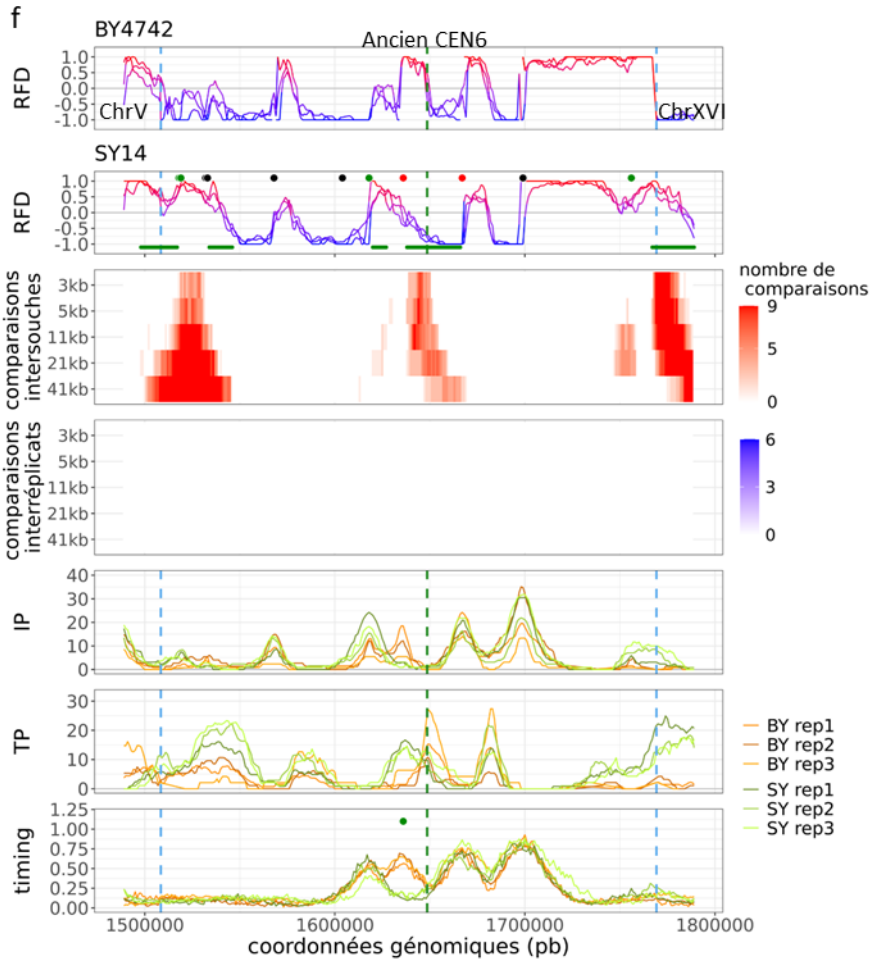 f
BY4742
Ancien CEN6
RFD
1.0
0.5
0.0
-0.5
-1.0
ChrV
ChrXVI
SY14
RFD
1.0
0.5
0.0
-0.5
-1.0
comparaisons
intersouches
3kb
5kb
11kb
21kb
41kb
nombre de
comparaisons
9
6
3
0
comparaisons
interréplicats
3kb
5kb
11kb
21kb
41kb
6
3
0
IP
40
30
20
10
0
TP
30
20
10
0
BY rep1
BY rep2
BY rep3
SY rep1
SY rep2
SY rep3
timing
1.25
1.00
0.75
0.50
0.25
0.00
1500000
1600000
1700000
1800000
coordonnées génomiques (pb)